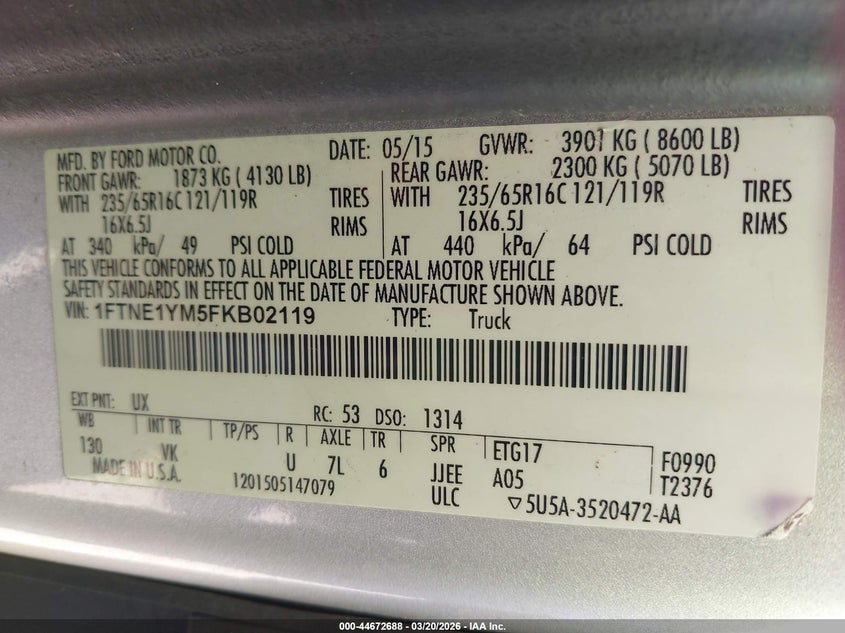 MFD. BY FORD MOTOR CO. DATE: 05/15 GVWR: 3901 KG ( 8600 LB)
FRONT GAWR: 1873 KG ( 4130 LB) REAR GAWR: 2300 KG ( 5070 LB)
WITH 235/65R16C 121/119R TIRES WITH 235/65R16C 121/119R TIRES
16X6.5J RIMS 16X6.5J RIMS
AT 340 kPa/ 49 PSI COLD AT 440 kPa/ 64 PSI COLD
THIS VEHICLE CONFORMS TO ALL APPLICABLE FEDERAL MOTOR VEHICLE
SAFETY STANDARDS IN EFFECT ON THE DATE OF MANUFACTURE SHOWN ABOVE.
VIN: 1FTNE1YM5FKB02119 TYPE: Truck
EXT PNT: UX RC: 53 DSO: 1314
WB INT TR TP/PS R AXLE TR SPR ETG17 F0990
130 VK U 7L 6 JJEE A05 T2376
MADE IN U.S.A. 1201505147079 ULC ▽5U5A-3520472-AA
000-44672688 - 03/20/2026 - IAA Inc.